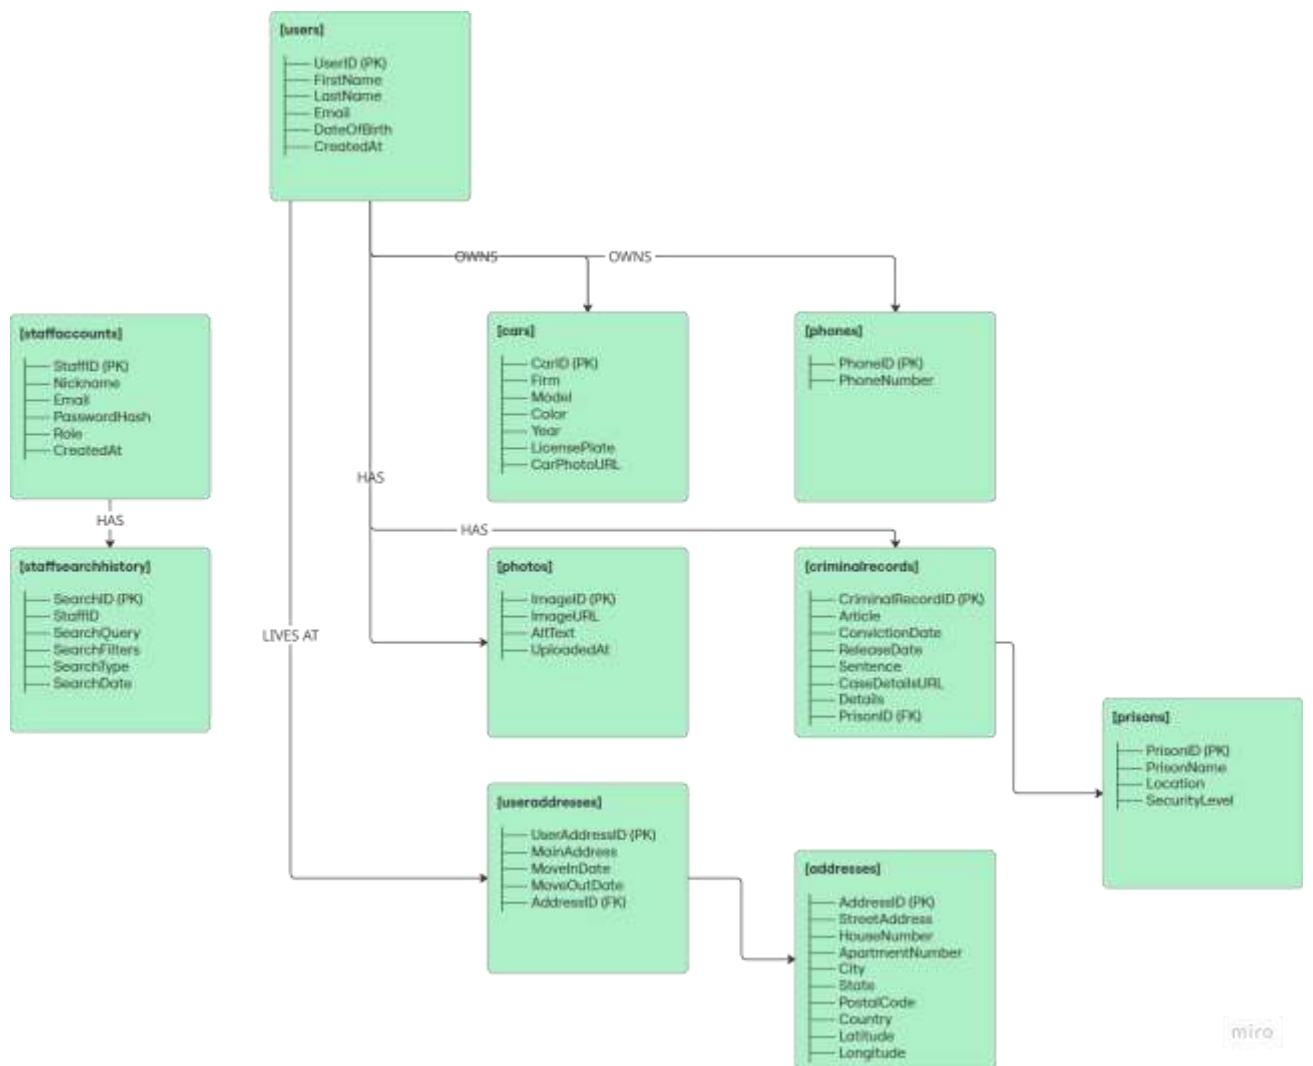 [users]
UserID (PK)
FirstName
LastName
Email
DateOfBirth
CreatedAt
OWNS
OWNS
[staffaccounts]
StaffID (PK)
Nickname
Email
PasswordHash
Role
CreatedAt
[cars]
CarID (PK)
Firm
Model
Color
Year
LicensePlate
CarPhotoURL
[phones]
PhoneID (PK)
PhoneNumber
HAS
HAS
HAS
[staffsearchhistory]
SearchID (PK)
StaffID
SearchQuery
SearchFilters
SearchType
SearchDate
LIVES AT
[photos]
ImageID (PK)
ImageURL
AltText
UploadedAt
[criminalrecords]
CriminalRecordID (PK)
Article
ConvictionDate
ReleaseDate
Sentence
CaseDetailsURL
Details
PrisonID (FK)
[prisons]
PrisonID (PK)
PrisonName
Location
SecurityLevel
[useraddresses]
UserAddressID (PK)
MainAddress
MoveInDate
MoveOutDate
AddressID (FK)
[addresses]
AddressID (PK)
StreetAddress
HouseNumber
ApartmentNumber
City
State
PostalCode
Country
Latitude
Longitude
miro